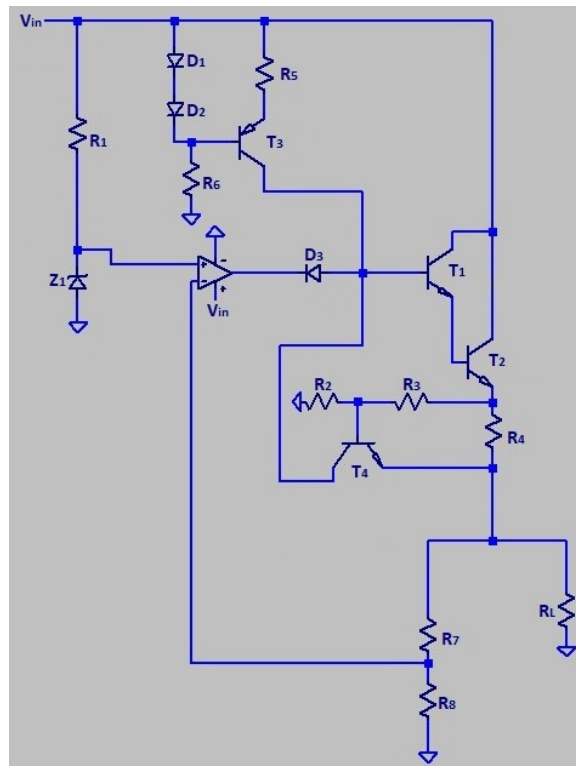 Vin
D1
R5
D2
R1
T3
R6
D3
T1
Z1
+
-
-
+
Vin
T2
R2
R3
R4
T4
RL
R7
R8